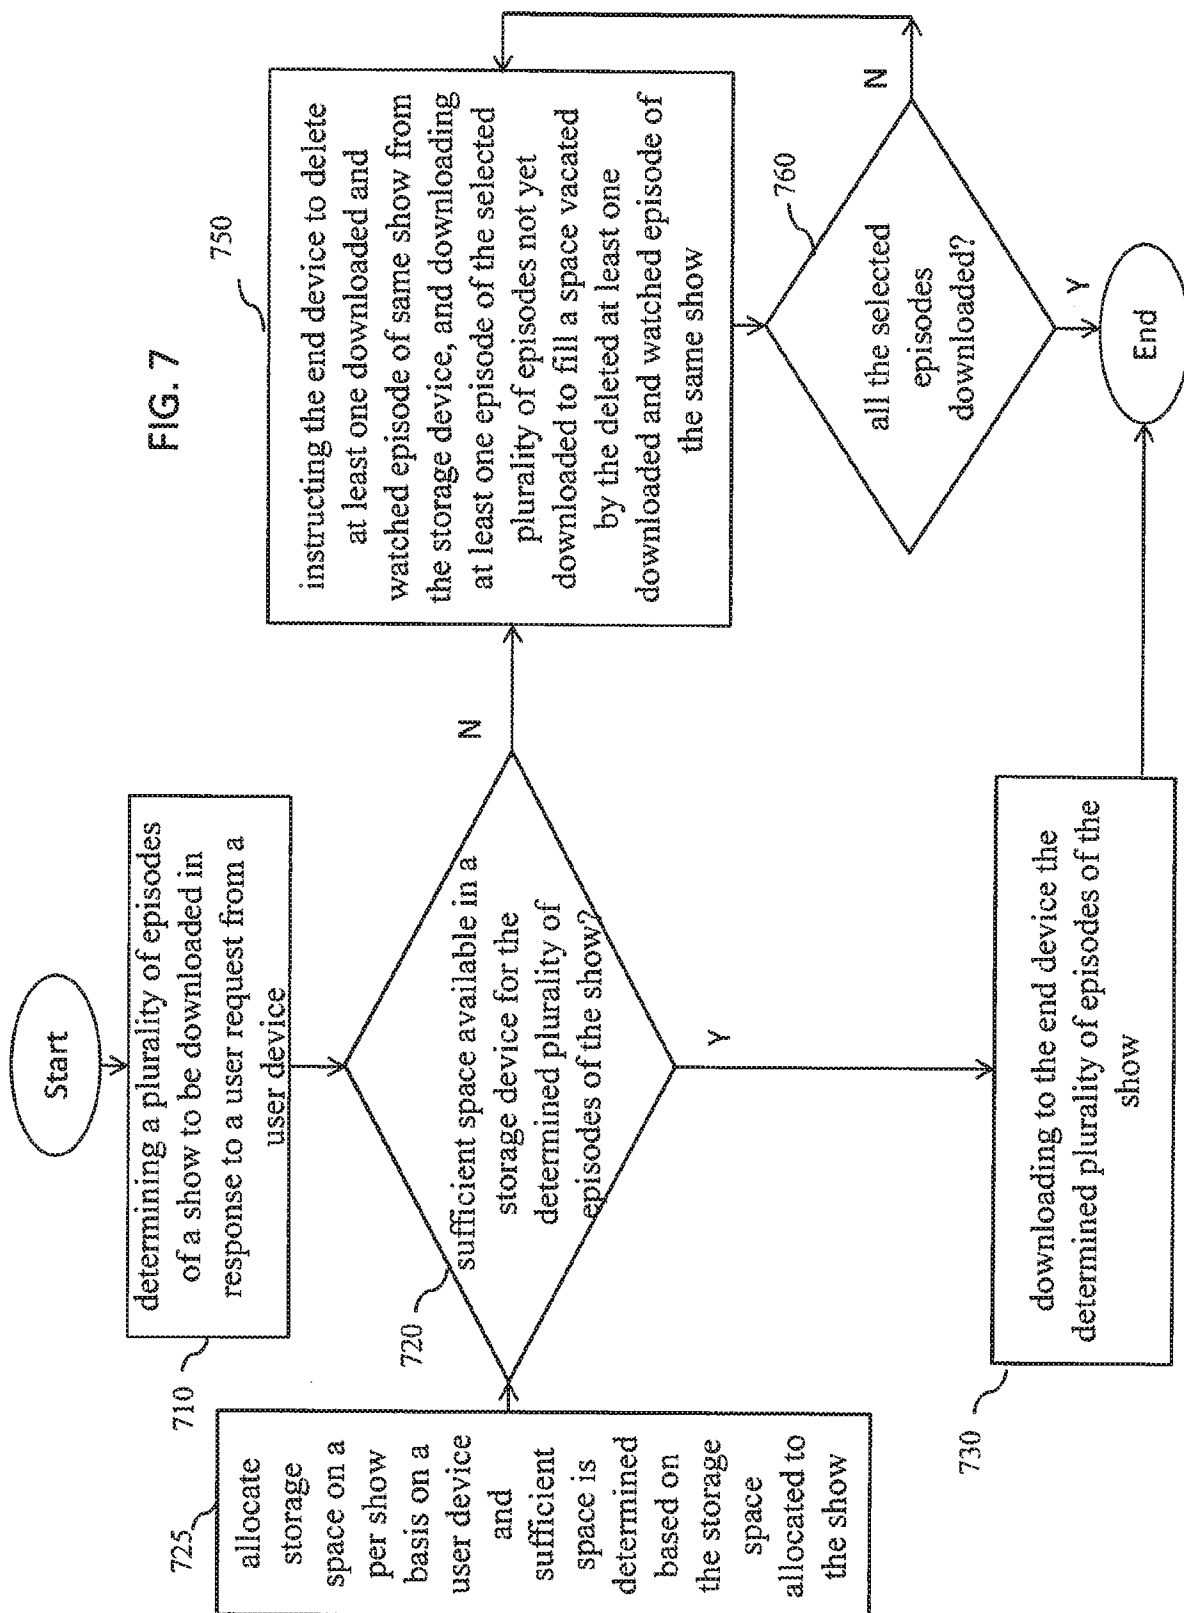 FIG. 7
Start
determining a plurality of episodes
of a show to be downloaded in
response to a user request from a
user device
710
725
allocate
storage
space on a
per show
basis on a
user device
and
sufficient
space is
determined
based on
the storage
space
allocated to
the show
720
sufficient space available in a
storage device for the
determined plurality of
episodes of the show?
N
Y
750
instructing the end device to delete
at least one downloaded and
watched episode of same show from
the storage device, and downloading
at least one episode of the selected
plurality of episodes not yet
downloaded to fill a space vacated
by the deleted at least one
downloaded and watched episode of
the same show
760
all the selected
episodes
downloaded?
N
Y
730
downloading to the end device the
determined plurality of episodes of the
show
End